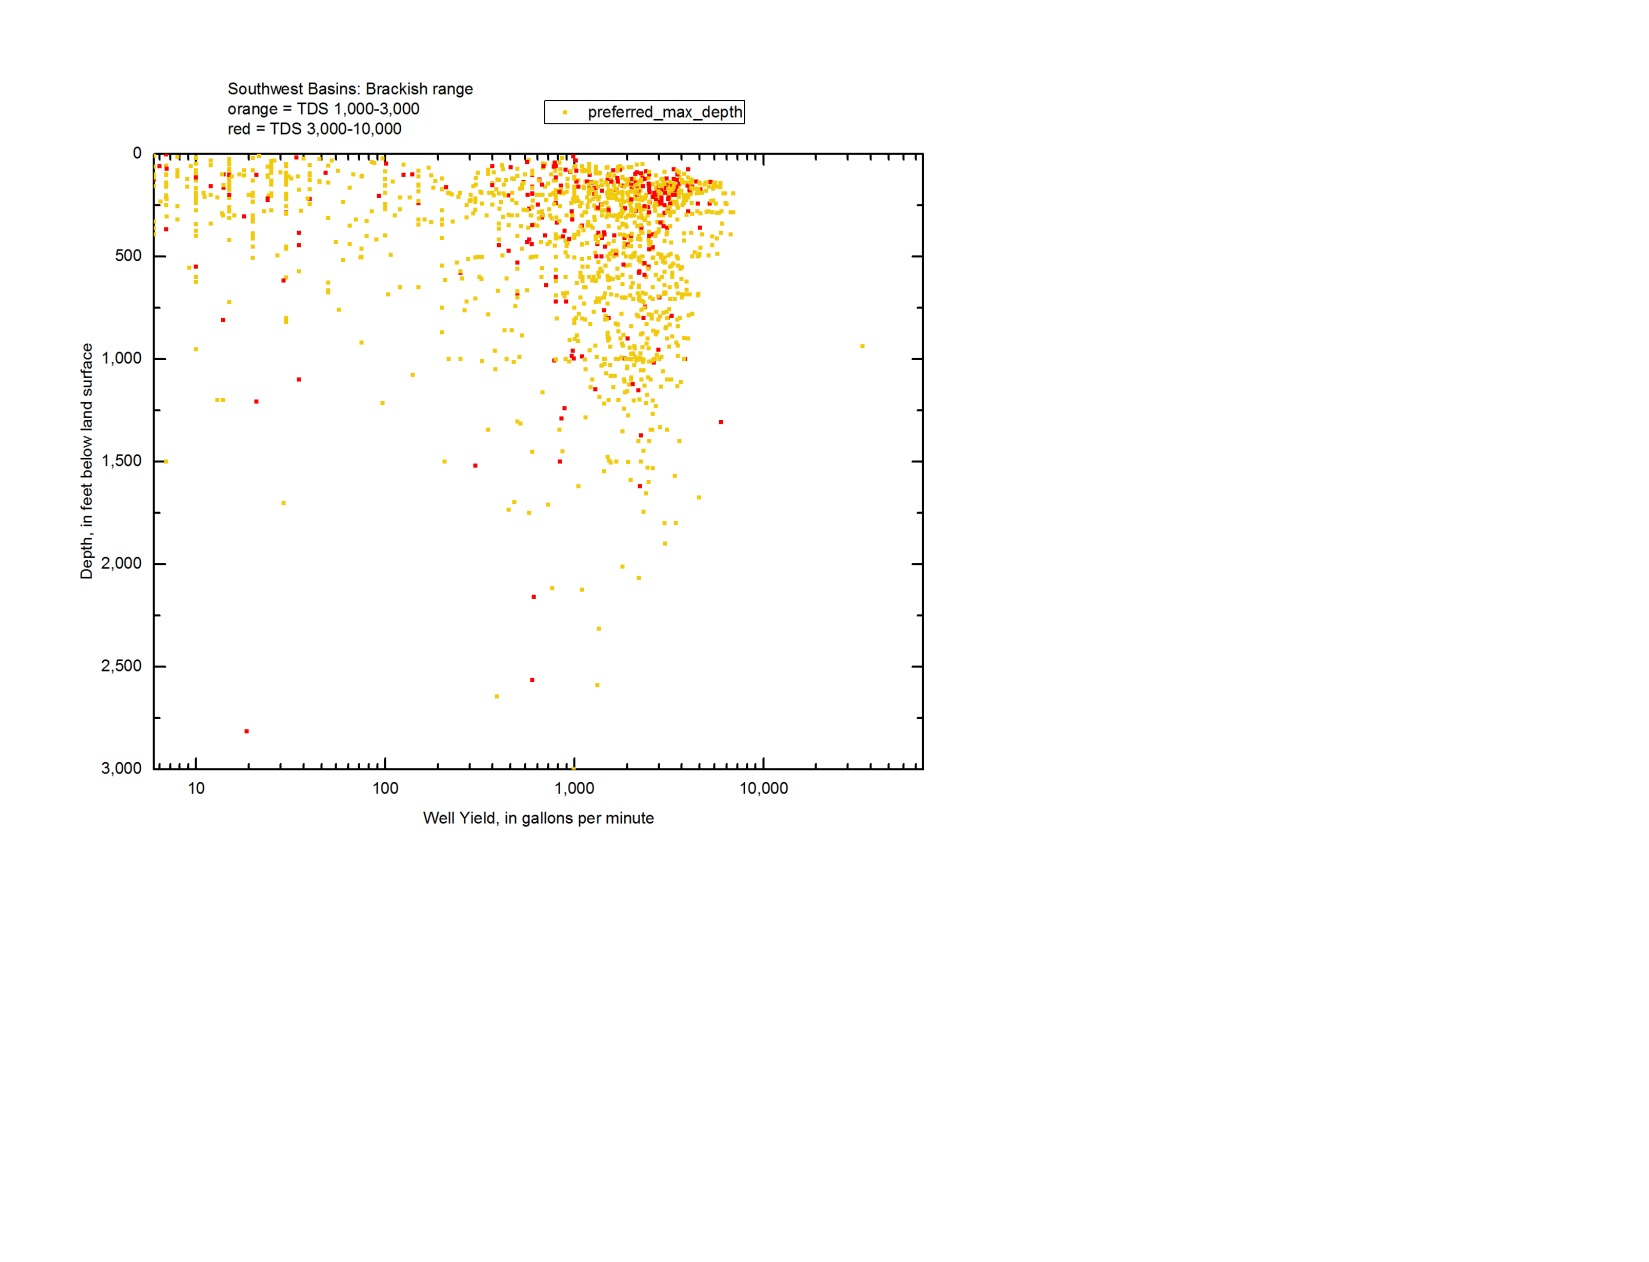 Southwest Basins: Brackish range
orange = TDS 1,000-3,000
red = TDS 3,000-10,000
preferred_max_depth
0
500
1,000
1,500
2,000
2,500
3,000
Depth, in feet below land surface
10
100
1,000
10,000
Well Yield, in gallons per minute